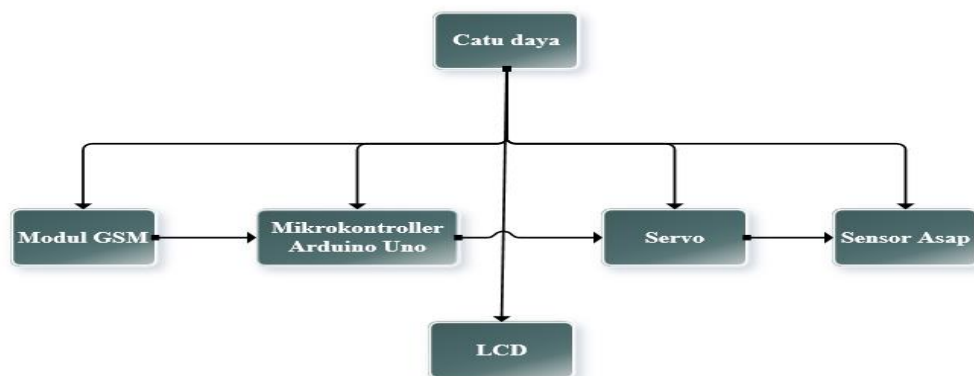 Catu daya
Modul GSM
Mikrokontroller
Arduino Uno
Servo
Sensor Asap
LCD